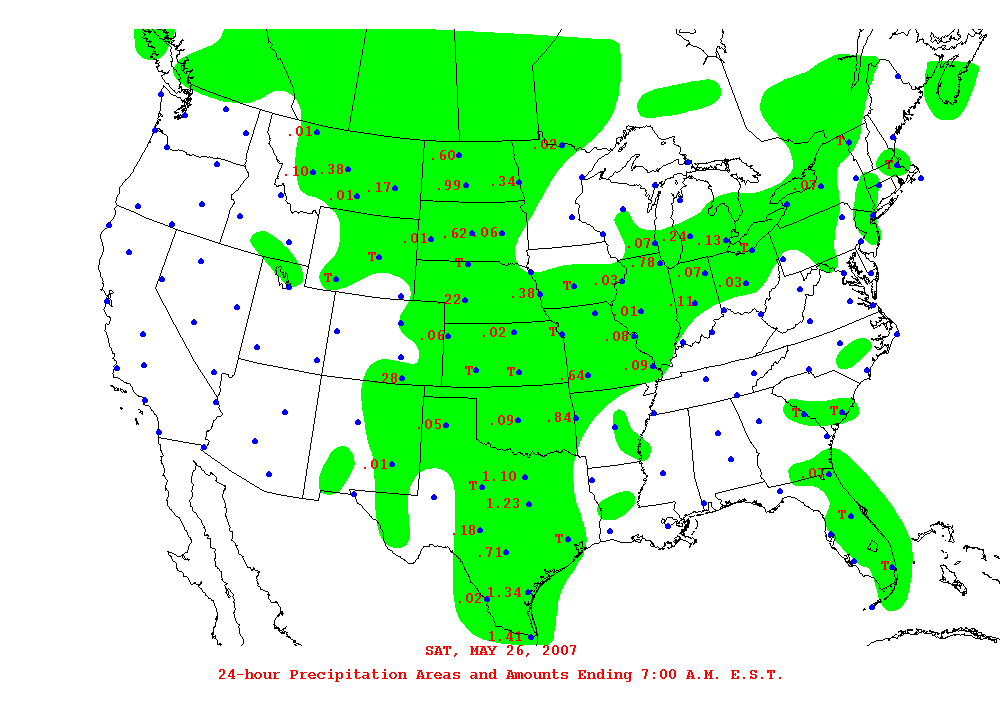 .01
.02
T
.60
T
.10 .38
.01 .17
.99 .34
.07
.01 .62 .06
.07 .24 .13
T
T
T
.78
T
.07
.03
T
.03
.22
.38
.11
.01
.06
.02
T
.08
T
T
.28
.64
.09
.05
.09
.84
T T
.01
1.10
T
.07
1.23
T
.18
T
.71
T
.02 1.34
1.41
SAT, MAY 26, 2007
24-hour Precipitation Areas and Amounts Ending 7:00 A.M. E.S.T.